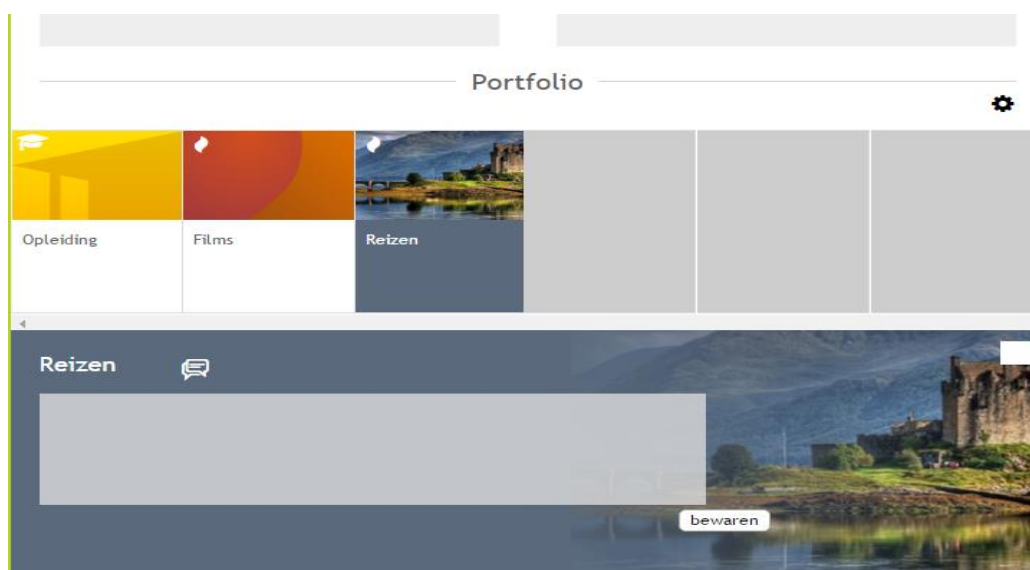 Portfolio
Opleiding
Films
Reizen
Reizen
bewaren